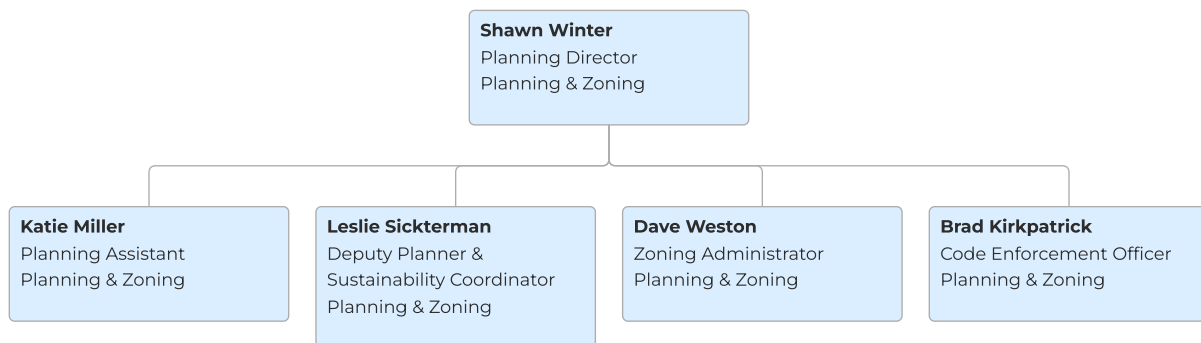 Shawn Winter
Planning Director
Planning & Zoning
Katie Miller
Planning Assistant
Planning & Zoning
Leslie Sickterman
Deputy Planner &
Sustainability Coordinator
Planning & Zoning
Dave Weston
Zoning Administrator
Planning & Zoning
Brad Kirkpatrick
Code Enforcement Officer
Planning & Zoning